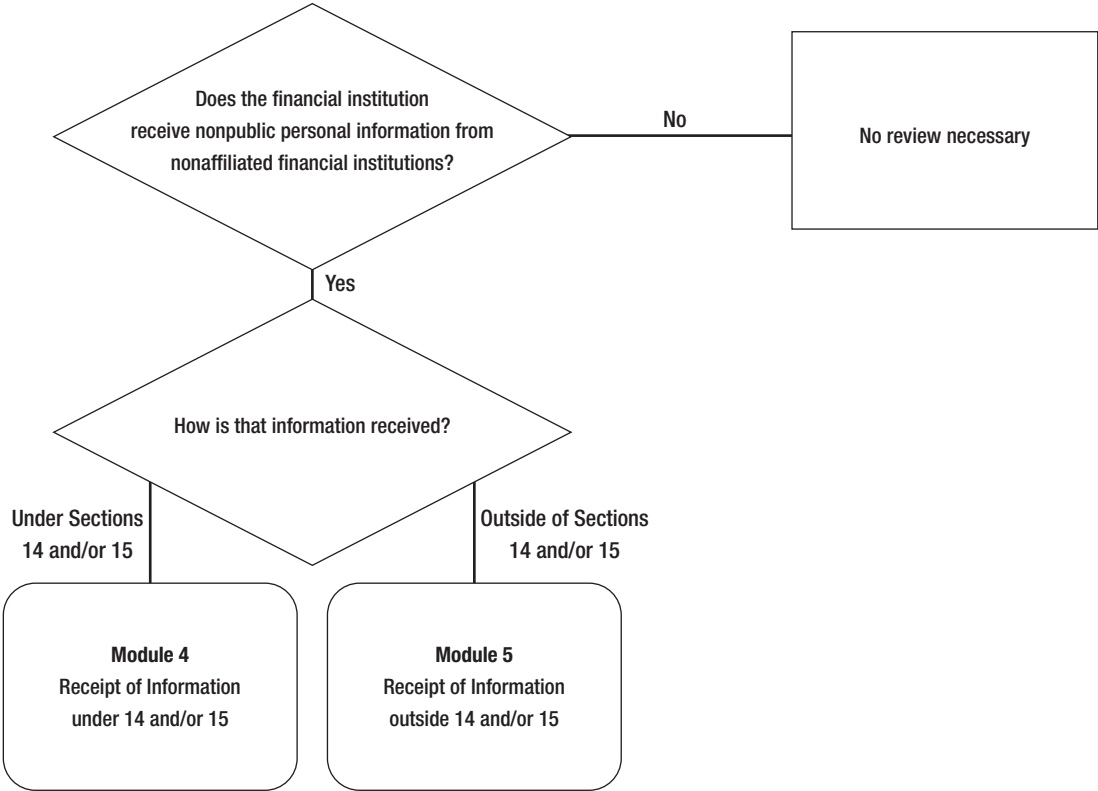 Does the financial institution
receive nonpublic personal information from
nonaffiliated financial institutions?
No
No review necessary
Yes
How is that information received?
Under Sections
14 and/or 15
Outside of Sections
14 and/or 15
Module 4
Receipt of Information
under 14 and/or 15
Module 5
Receipt of Information
outside 14 and/or 15